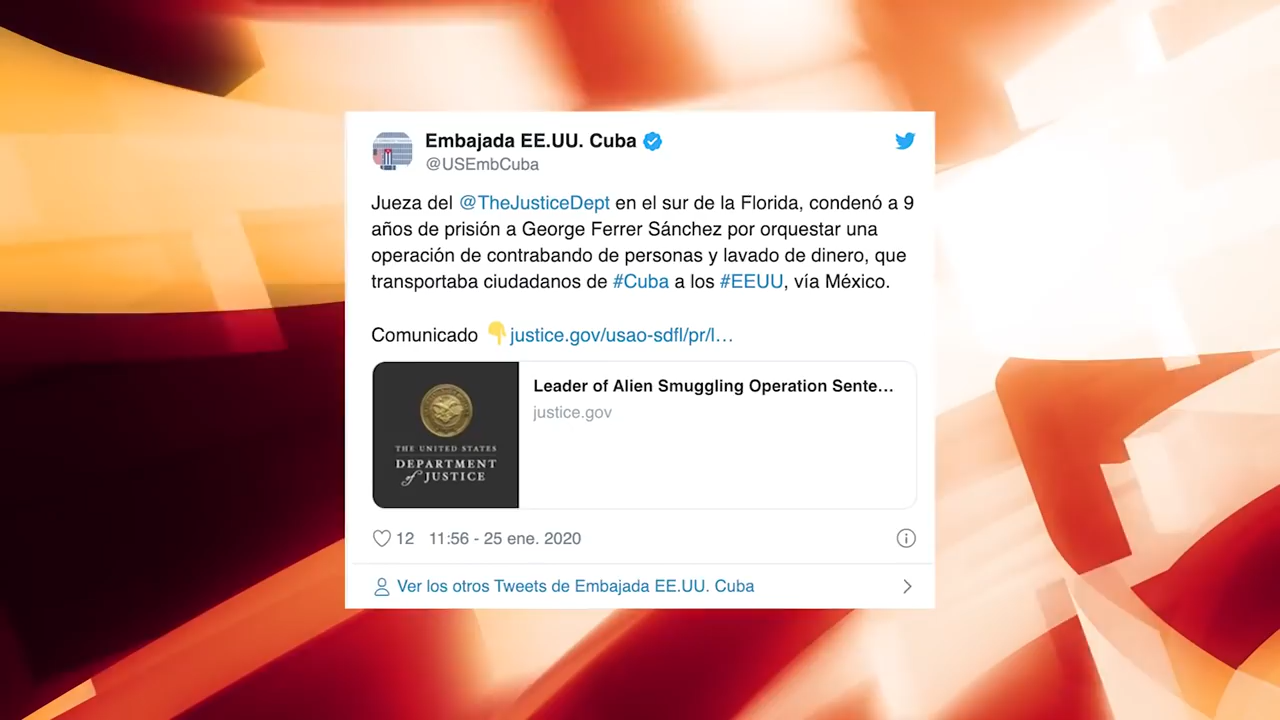 Embajada EE.UU. Cuba
@USEmbCuba
Jueza del @TheJusticeDept en el sur de la Florida, condenó a 9
años de prisión a George Ferrer Sánchez por orquestar una
operación de contrabando de personas y lavado de dinero, que
transportaba ciudadanos de #Cuba a los #EEUU, vía México.
Comunicado 👇justice.gov/usao-sdfl/pr/l…
Leader of Alien Smuggling Operation Sente…
justice.gov
THE UNITED STATES
DEPARTMENT
of JUSTICE
12 11:56 - 25 ene. 2020
Ver los otros Tweets de Embajada EE.UU. Cuba